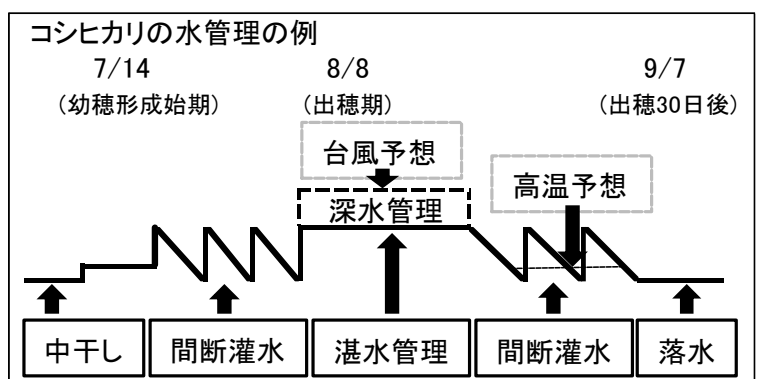 コシヒカリの水管理の例
7/14 8/8 9/7
(幼穂形成始期) (出穂期) (出穂30日後)
台風予想
高温予想
深水管理
中干し 間断灌水 湛水管理 間断灌水 落水